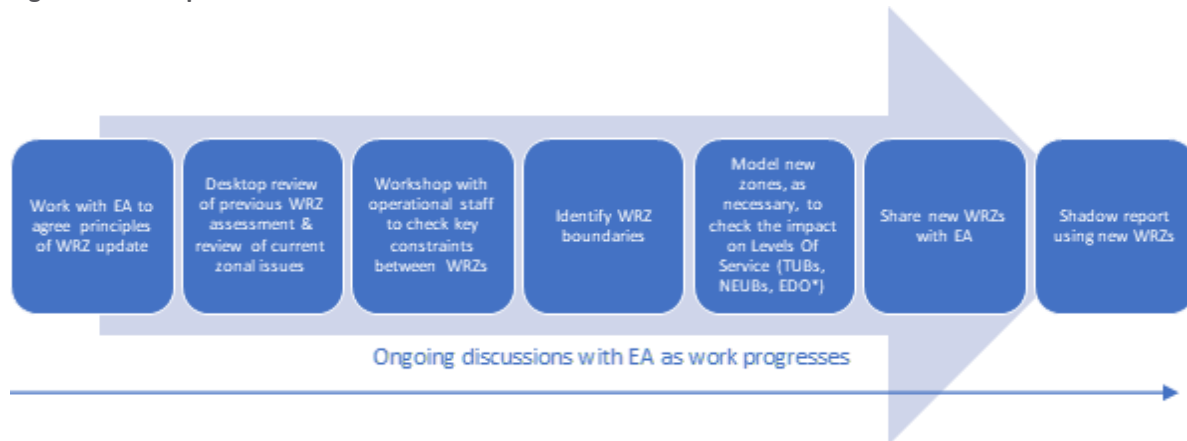 Work with EA to
agree principles
of WRZ update
Desktop review
of previous WRZ
assessment &
review of current
zonal issues
Workshop with
operational staff
to check key
constraints
between WRZs
Identify WRZ
boundaries
Model new
zones, as
necessary, to
check the impact
on Levels Of
Service (TUBs,
NEUBs, EDO*)
Share new WRZs
with EA
Shadow report
using new WRZs
Ongoing discussions with EA as work progresses